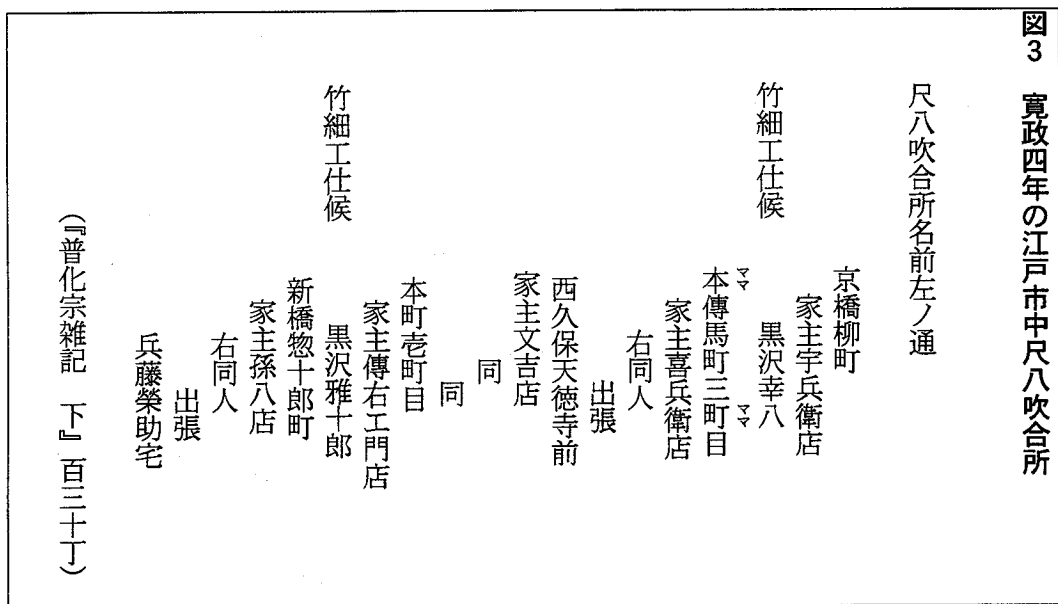 図3 寛政四年の江戸市中尺八吹合所
尺八吹合所名前左ノ通
京橋柳町
家主宇兵衛店
竹細工仕候 黒沢幸八
本傳馬町三町目
ママ ママ
家主喜兵衛店
右同人
出張
西久保天徳寺前
家主文吉店
同
同
本町壱町目
家主傳右エ門店
竹細工仕候 黒沢雅十郎
新橋惣十郎町
家主孫八店
右同人
出張
兵藤榮助宅
（『普化宗雑記 下』百三十丁）